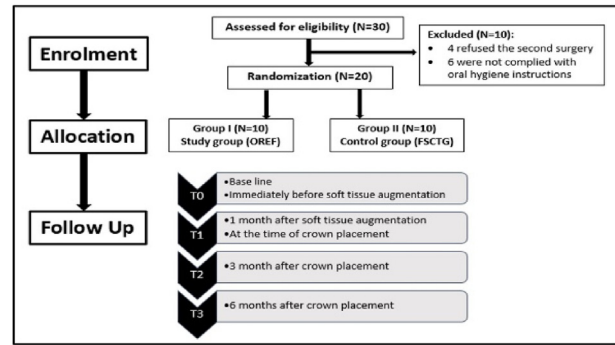 Assessed for eligibility (N=30)
Enrolment
Excluded (N=10):
• 4 refused the second surgery
• 6 were not complied with
oral hygiene instructions
Randomization (N=20)
Allocation
Group I (N=10)
Study group (OREF)
Group II (N=10)
Control group (FSCTG)
Follow Up
T0
•Base line
•Immediately before soft tissue augmentation
T1
•1 month after soft tissue augmentation
•At the time of crown placement
T2
•3 month after crown placement
T3
•6 months after crown placement